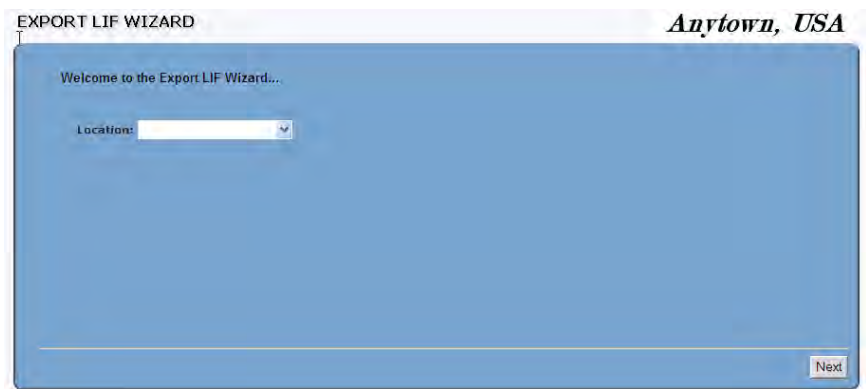 EXPORT LIF WIZARD
Anytown, USA
Welcome to the Export LIF Wizard...
Location:
Next